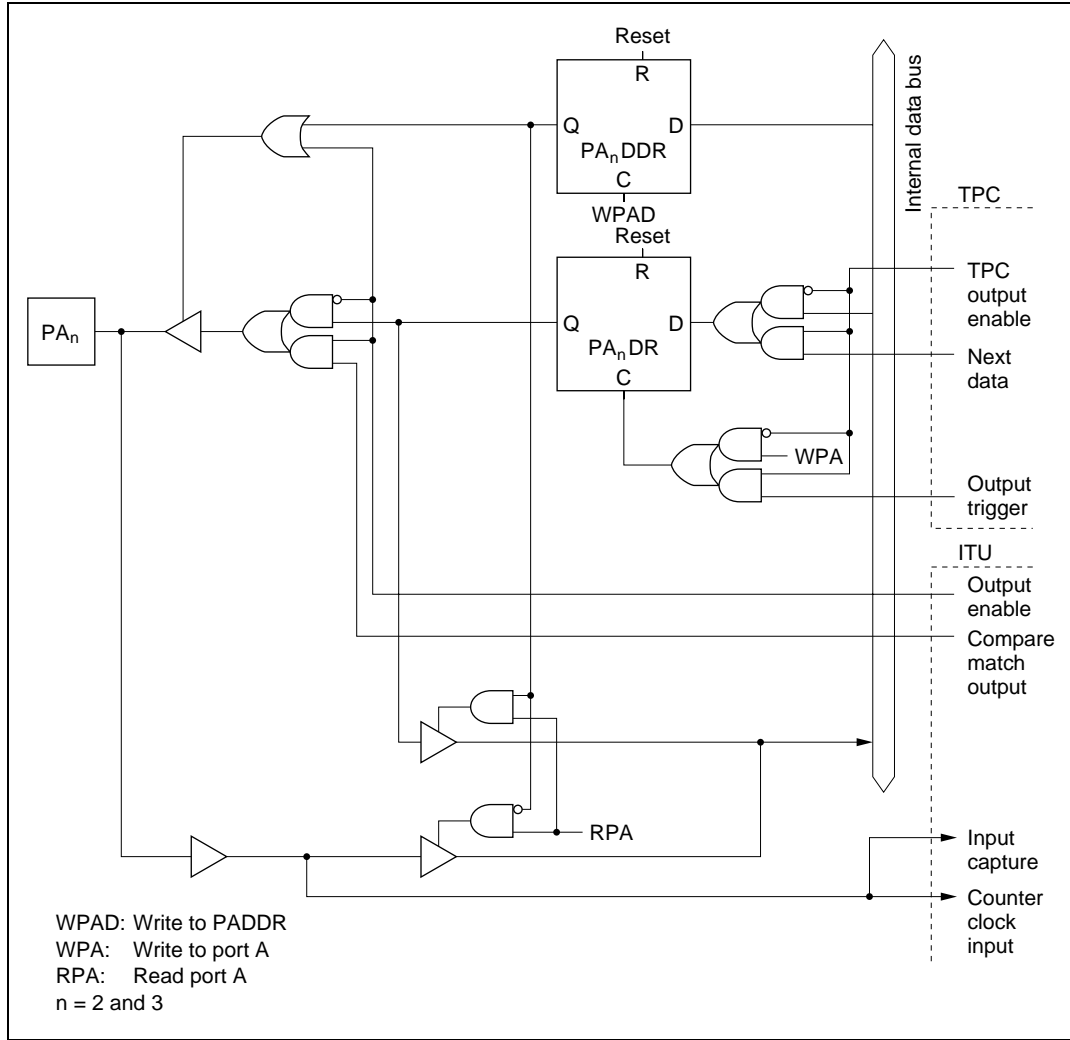 Reset
R
Q
D
PAnDDR
C
WPAD
Internal data bus
TPC
Reset
R
Q
D
PAnDR
C
TPC
output
enable
PAn
Next
data
WPA
Output
trigger
ITU
Output
enable
Compare
match
output
RPA
Input
capture
Counter
clock
input
WPAD: Write to PADDR
WPA: Write to port A
RPA: Read port A
n = 2 and 3